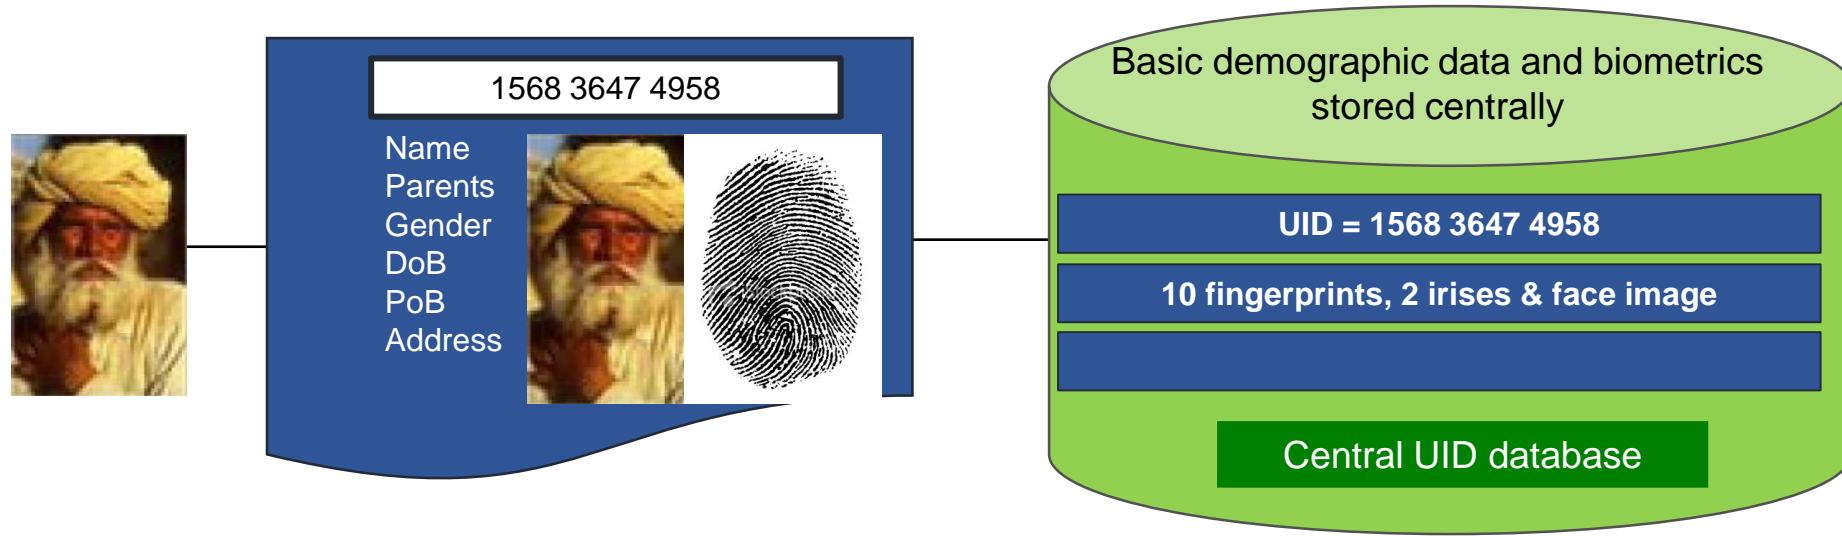 1568 3647 4958
Name
Parents
Gender
DoB
PoB
Address
Basic demographic data and biometrics
stored centrally
UID = 1568 3647 4958
10 fingerprints, 2 irises & face image
Central UID database